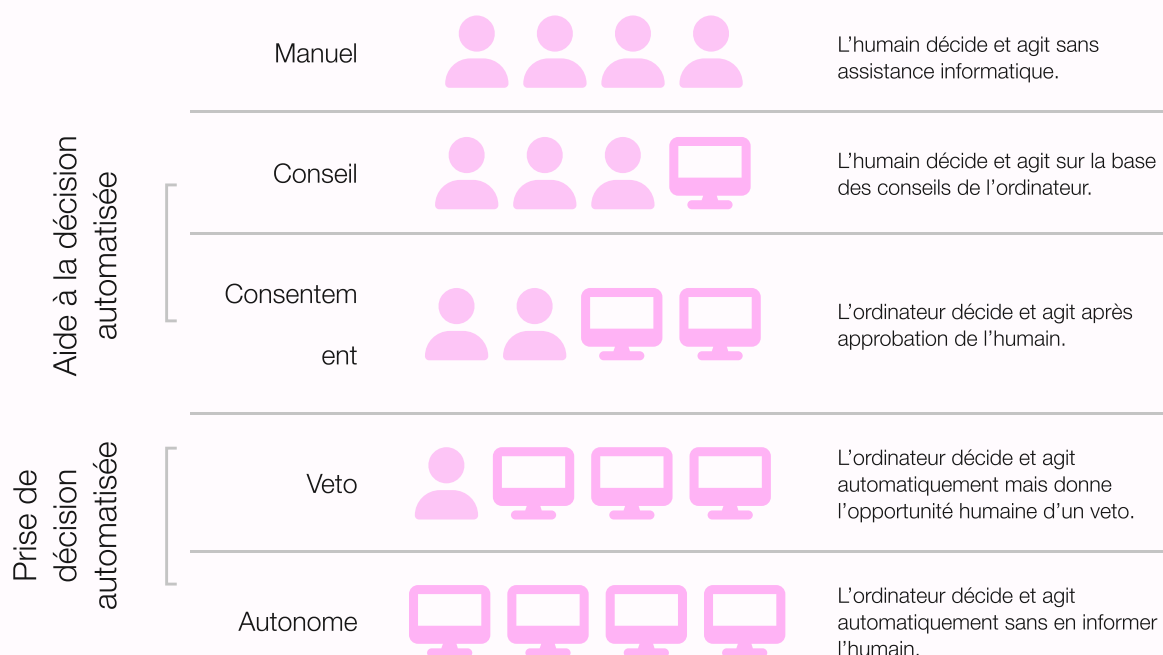 Manuel
L’humain décide et agit sans
assistance informatique.
Aide à la décision
automatisée
Conseil
L’humain décide et agit sur la base
des conseils de l’ordinateur.
Consentem
ent
L’ordinateur décide et agit après
approbation de l’humain.
Prise de
décision
automatisée
Veto
L’ordinateur décide et agit
automatiquement mais donne
l’opportunité humaine d’un veto.
Autonome
L’ordinateur décide et agit
automatiquement sans en informer
l’humain.